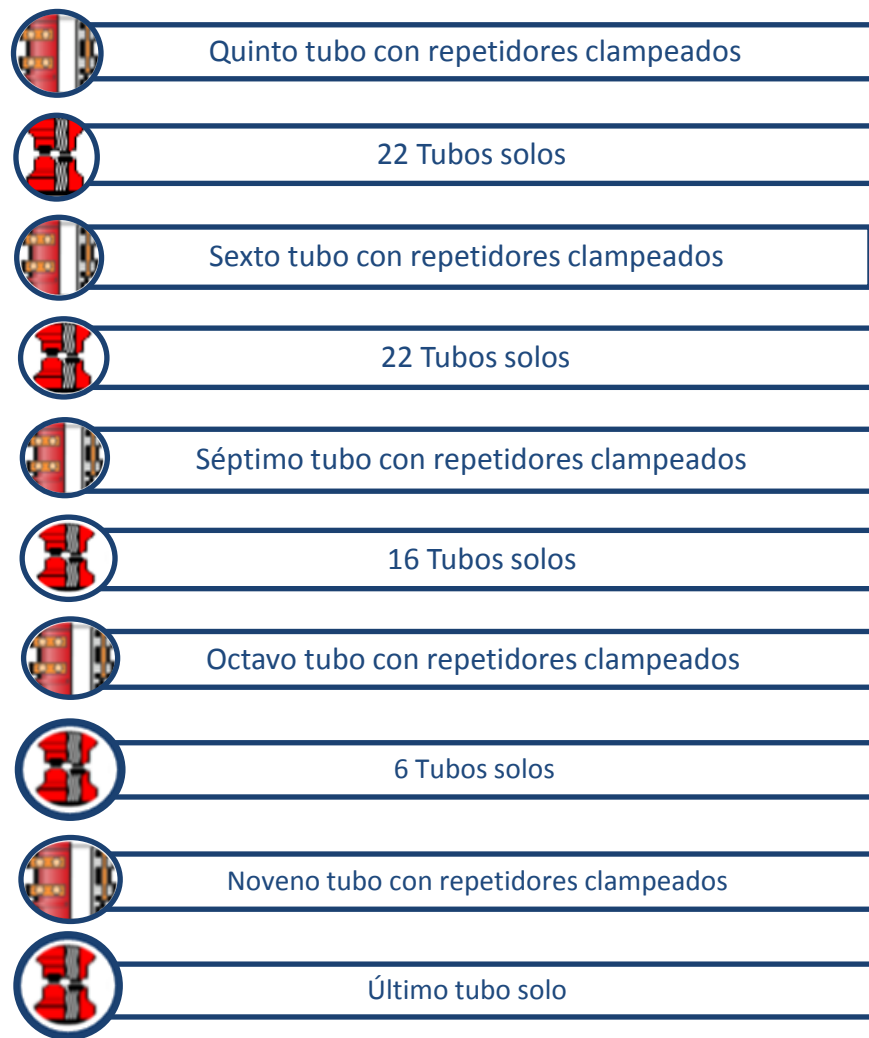 Quinto tubo con repetidores clampeados
22 Tubos solos
Sexto tubo con repetidores clampeados
22 Tubos solos
Séptimo tubo con repetidores clampeados
16 Tubos solos
Octavo tubo con repetidores clampeados
6 Tubos solos
Noveno tubo con repetidores clampeados
Último tubo solo